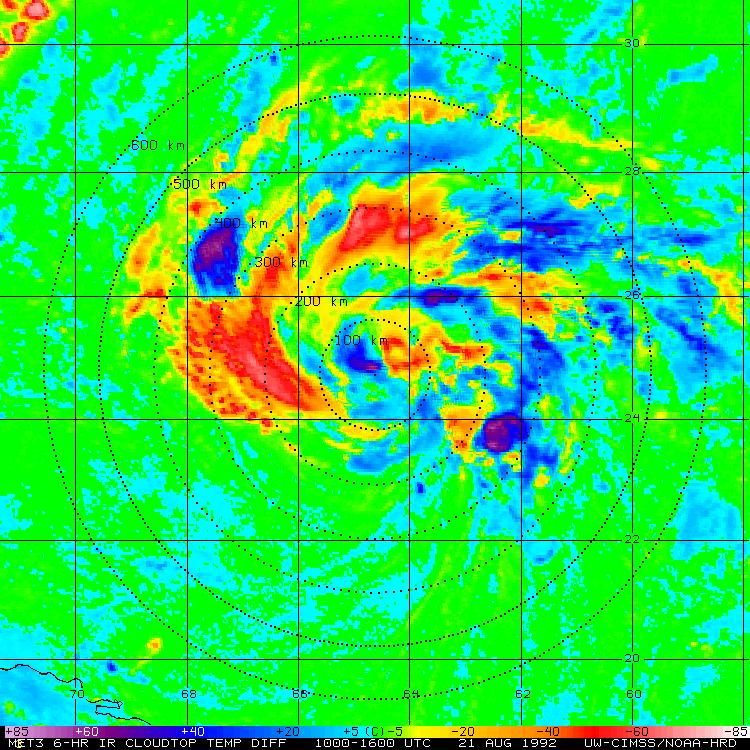 30
600 km
28
500 km
400 km
300 km
26
200 km
100 km
24
22
20
70 68 66 64 62 60
+85 +60 +40 +20 +5 (C) -5 -20 -40 -60 -85
MET3 6-HR IR CLOUDTOP TEMP DIFF 1000-1600 UTC 21 AUG 1992 UW-CIMSS/NOAA-HRD